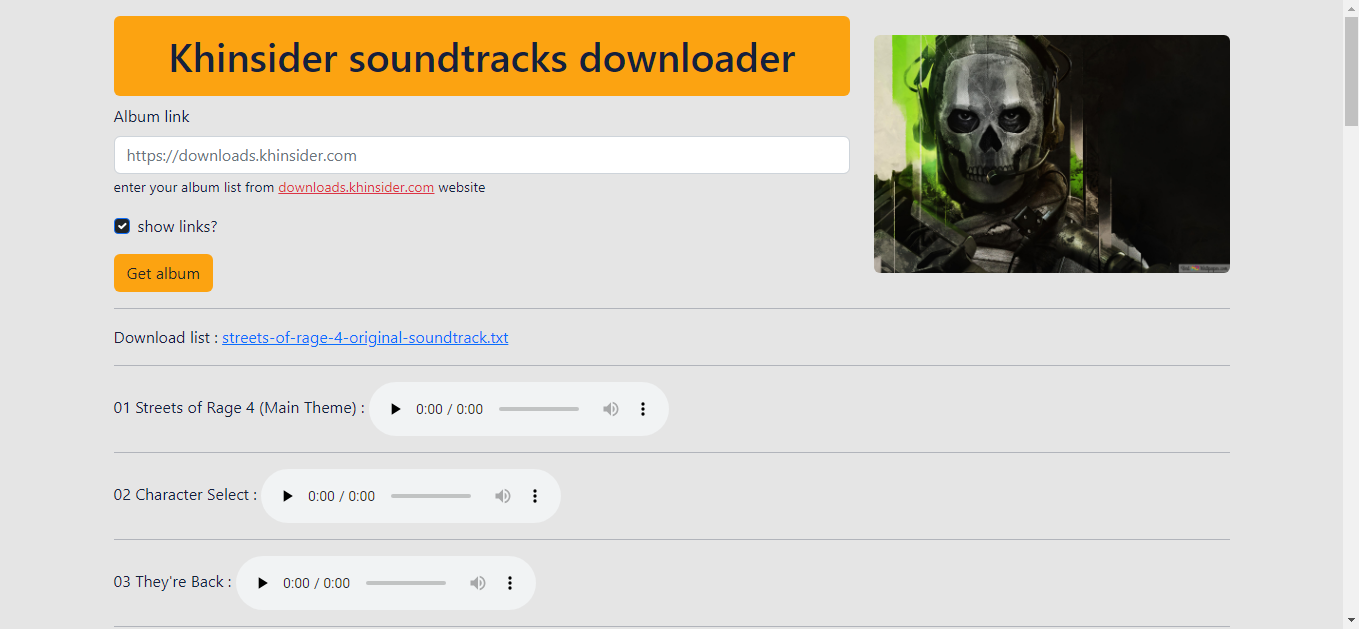 Khinsider soundtracks downloader
Album link
https://downloads.khinsider.com
enter your album list from downloads.khinsider.com website
show links?
Get album
Download list : streets-of-rage-4-original-soundtrack.txt
01 Streets of Rage 4 (Main Theme) : 0:00 / 0:00
02 Character Select : 0:00 / 0:00
03 They're Back : 0:00 / 0:00